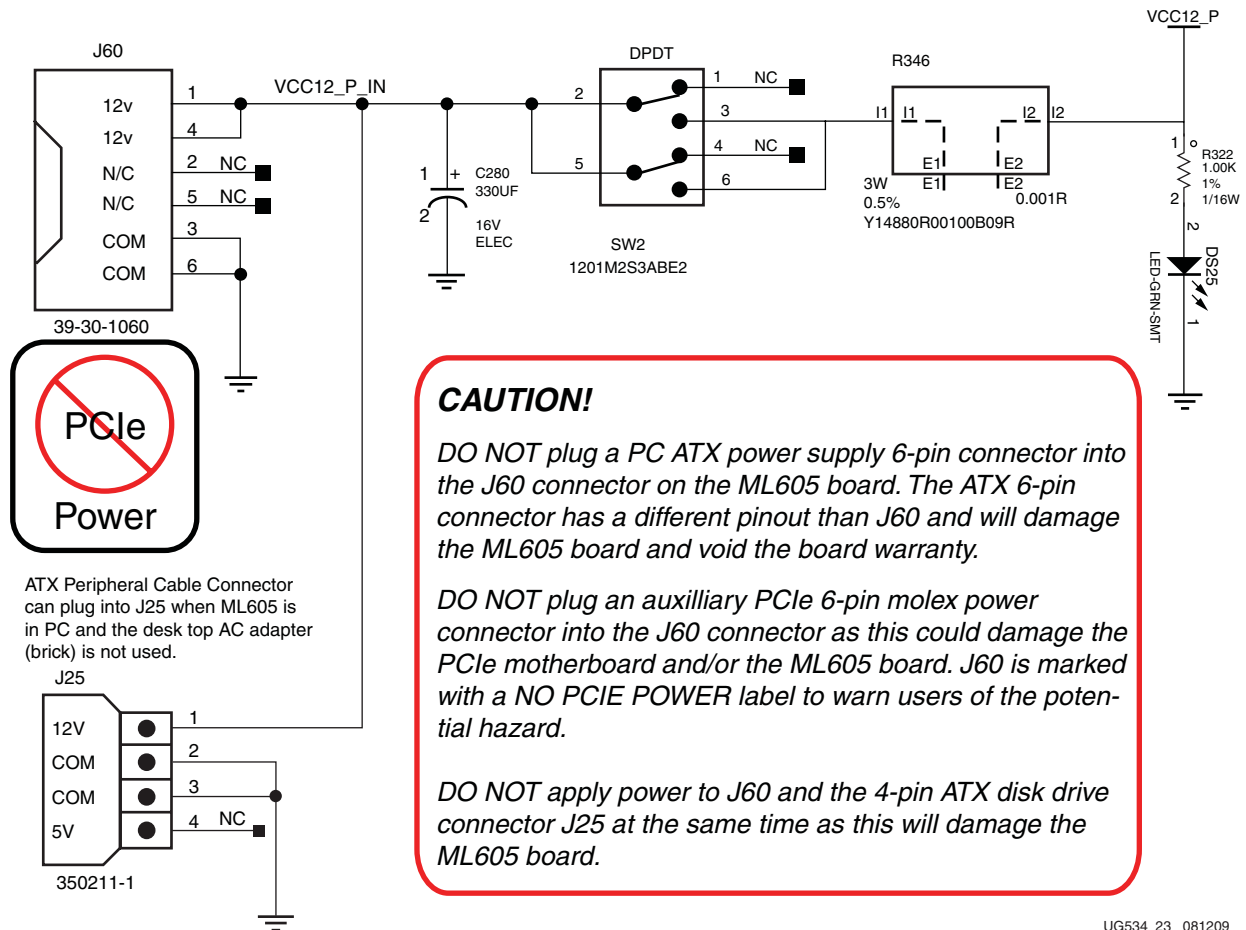 VCC12_P
J60
12v
12v
N/C
N/C
COM
COM
1
4
2 NC
5 NC
3
6
39-30-1060
VCC12_P_IN
1 +
2
C280
330UF
16V
ELEC
DPDT
2
5
1 NC
3
4 NC
6
SW2
1201M2S3ABE2
R346
I1 I1
I2 I2
E1
E1
E2
E2
3W
0.5%
0.001R
Y14880R00100B09R
1
2
R322
1.00K
1%
1/16W
2
DS25
LED-GRN-SMT
1
PCIe
Power
CAUTION!
DO NOT plug a PC ATX power supply 6-pin connector into
the J60 connector on the ML605 board. The ATX 6-pin
connector has a different pinout than J60 and will damage
the ML605 board and void the board warranty.
DO NOT plug an auxilliary PCIe 6-pin molex power
connector into the J60 connector as this could damage the
PCIe motherboard and/or the ML605 board. J60 is marked
with a NO PCIE POWER label to warn users of the poten-
tial hazard.
DO NOT apply power to J60 and the 4-pin ATX disk drive
connector J25 at the same time as this will damage the
ML605 board.
ATX Peripheral Cable Connector
can plug into J25 when ML605 is
in PC and the desk top AC adapter
(brick) is not used.
J25
12V
COM
COM
5V
1
2
3
4 NC
350211-1
UG534_23_081209